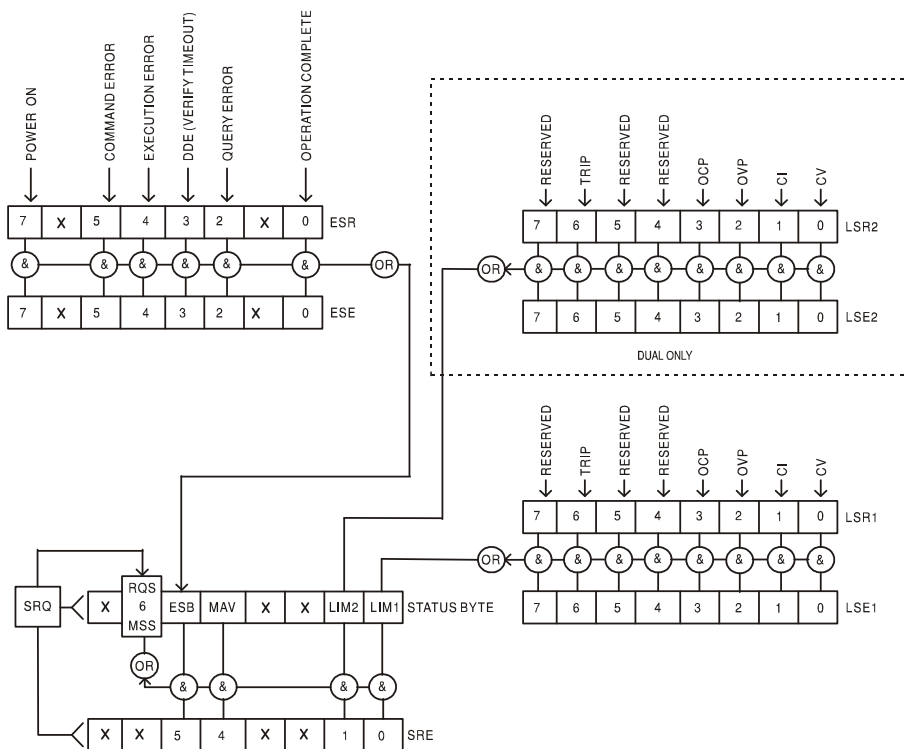 POWER ON
COMMAND ERROR
EXECUTION ERROR
DDE (VERIFY TIMEOUT)
QUERY ERROR
OPERATION COMPLETE
7 X 5 4 3 2 X 0 ESR
& & & & & & OR
7 X 5 4 3 2 X 0 ESE
RESERVED
TRIP
RESERVED
RESERVED
OCP
OVP
CI
CV
7 6 5 4 3 2 1 0 LSR2
OR & & & & & & & &
7 6 5 4 3 2 1 0 LSE2
DUAL ONLY
RESERVED
TRIP
RESERVED
RESERVED
OCP
OVP
CI
CV
7 6 5 4 3 2 1 0 LSR1
OR & & & & & & & &
7 6 5 4 3 2 1 0 LSE1
SRQ
X RQS 6 MSS ESB MAV X X LIM2 LIM1 STATUS BYTE
OR
& & & &
X X 5 4 X X 1 0 SRE